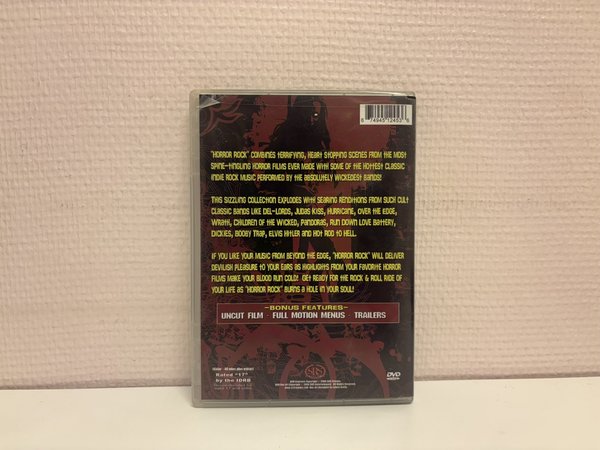 6 74945 12453 6
"HORROR ROCK" COMBINES TERRIFYING, HEART STOPPING SCENES FROM THE MOST
SPINE-TINGLING HORROR FILMS EVER MADE WITH SOME OF THE HOTTEST CLASSIC
INDIE ROCK MUSIC PERFORMED BY THE ABSOLUTELY WICKEDEST BANDS!
THIS SIZZLING COLLECTION EXPLODES WITH SEARING RENDITIONS FROM SUCH CULT
CLASSIC BANDS LIKE DEL-LORDS, JUDAS KISS, HURRICANE, OVER THE EDGE,
WRATH, CHILDREN OF THE WICKED, PANDORAS, RUN DOWN LOVE BATTERY,
DICKIES, BOOBY TRAP, ELVIS HITLER AND HOT ROD TO HELL.
IF YOU LIKE YOUR MUSIC FROM BEYOND THE EDGE, "HORROR ROCK" WILL DELIVER
DEVILISH PLEASURE TO YOUR EARS AS HIGHLIGHTS FROM YOUR FAVORITE HORROR
FILMS MAKE YOUR BLOOD RUN COLD! GET READY FOR THE ROCK & ROLL RIDE OF
YOUR LIFE AS "HORROR ROCK" BURNS A HOLE IN YOUR SOUL!
~BONUS FEATURES~
UNCUT FILM · FULL MOTION MENUS · TRAILERS
Rated "17"
by the IDRB
DVD